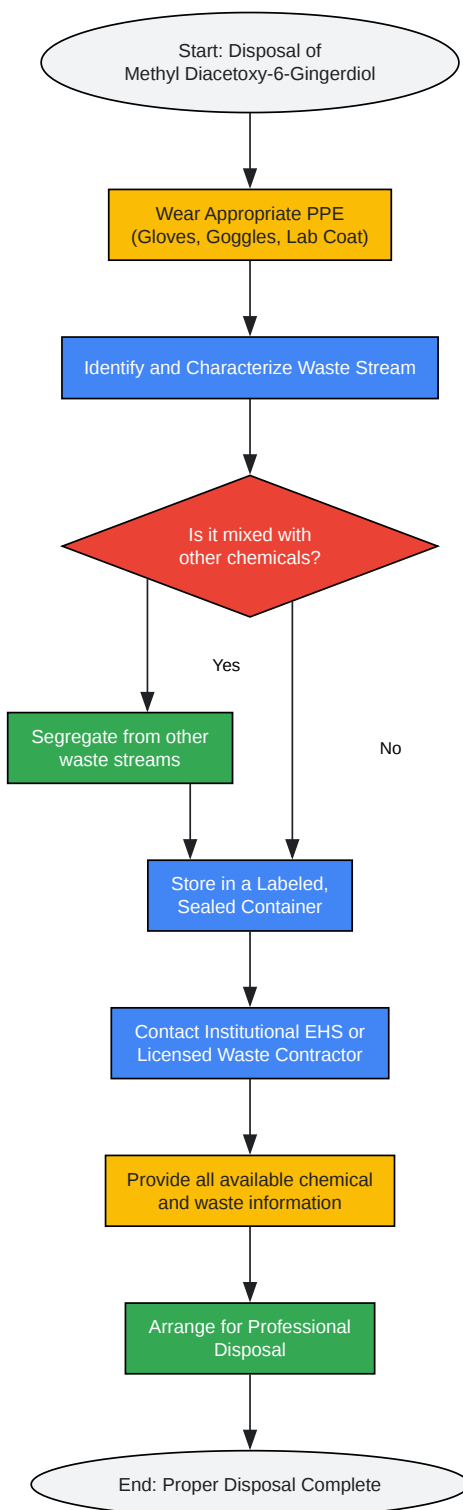 Start: Disposal of
Methyl Diacetoxy-6-Gingerdiol
Wear Appropriate PPE
(Gloves, Goggles, Lab Coat)
Identify and Characterize Waste Stream
Is it mixed with
other chemicals?
Yes
Segregate from other
waste streams
No
Store in a Labeled,
Sealed Container
Contact Institutional EHS or
Licensed Waste Contractor
Provide all available chemical
and waste information
Arrange for Professional
Disposal
End: Proper Disposal Complete